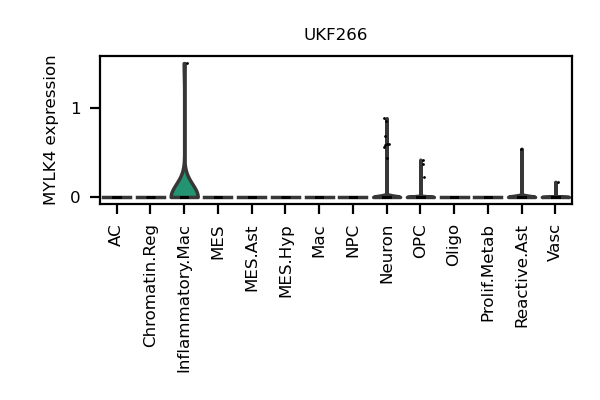 UKF266
MYLK4 expression
1
0
AC
Chromatin.Reg
Inflammatory.Mac
MES
MES.Ast
MES.Hyp
Mac
NPC
Neuron
OPC
Oligo
Prolif.Metab
Reactive.Ast
Vasc